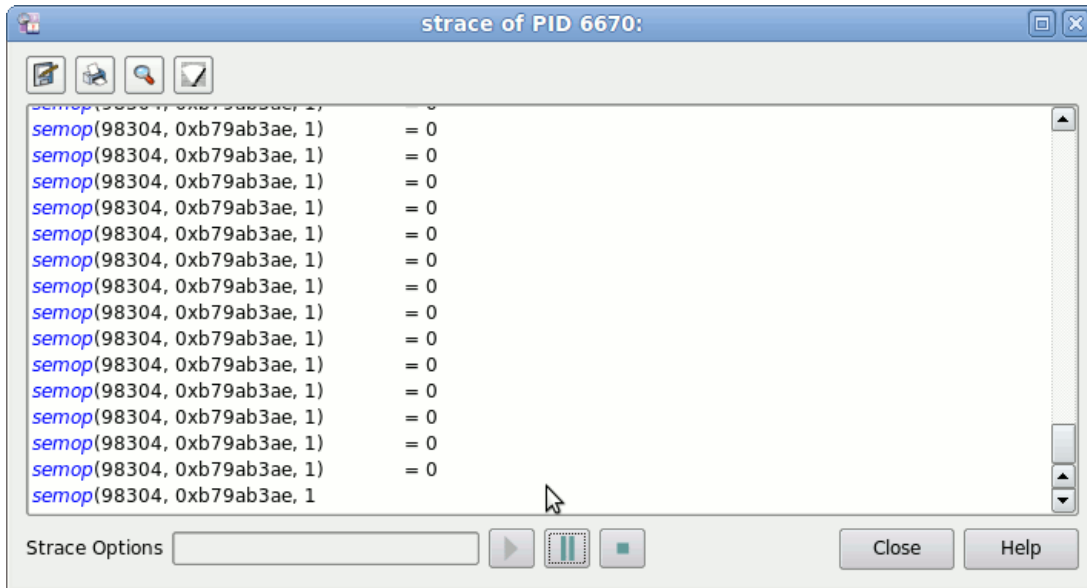 strace of PID 6670:
semop(98304, 0xb79ab3ae, 1) = 0
semop(98304, 0xb79ab3ae, 1) = 0
semop(98304, 0xb79ab3ae, 1) = 0
semop(98304, 0xb79ab3ae, 1) = 0
semop(98304, 0xb79ab3ae, 1) = 0
semop(98304, 0xb79ab3ae, 1) = 0
semop(98304, 0xb79ab3ae, 1) = 0
semop(98304, 0xb79ab3ae, 1) = 0
semop(98304, 0xb79ab3ae, 1) = 0
semop(98304, 0xb79ab3ae, 1) = 0
semop(98304, 0xb79ab3ae, 1) = 0
semop(98304, 0xb79ab3ae, 1) = 0
semop(98304, 0xb79ab3ae, 1) = 0
semop(98304, 0xb79ab3ae, 1) = 0
semop(98304, 0xb79ab3ae, 1
Strace Options Close Help